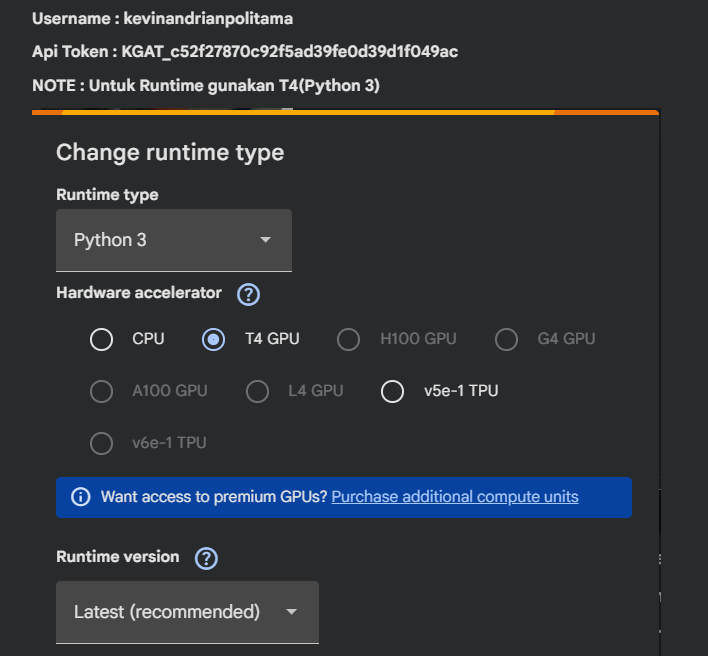 Username : kevinandrianpolitama
Api Token : KGAT_c52f27870c92f5ad39fe0d39d1f049ac
NOTE : Untuk Runtime gunakan T4(Python 3)
Change runtime type
Runtime type
Python 3
Hardware accelerator ?
CPU T4 GPU H100 GPU G4 GPU
A100 GPU L4 GPU v5e-1 TPU
v6e-1 TPU
Want access to premium GPUs? Purchase additional compute units
Runtime version ?
Latest (recommended)